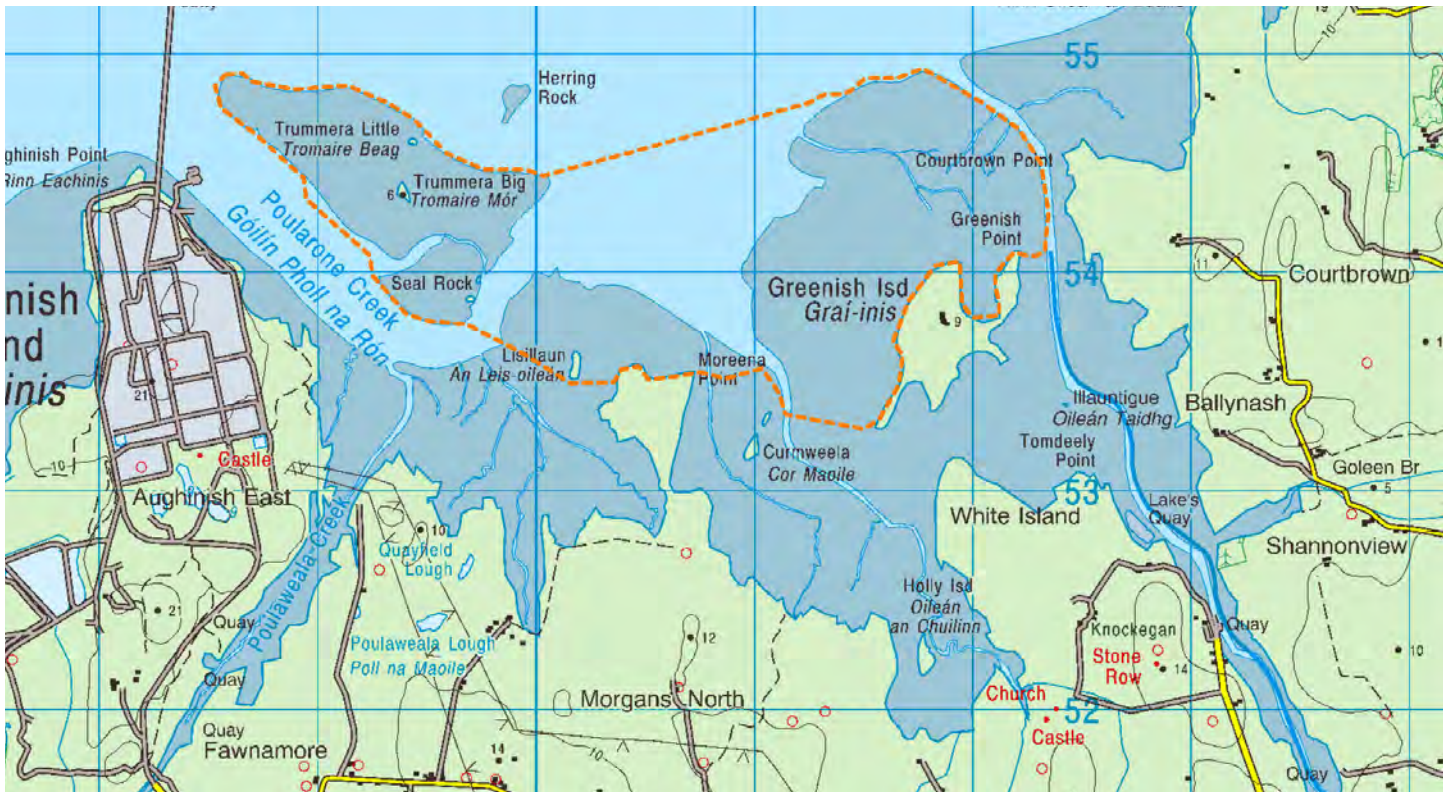 Quay
19
10
55
Herring
Rock
Trummera Little
Tromaire Beag
ghinish Point
Rinn Eachinis
Courtbrown Point
6
Trummera Big
Tromaire Mór
Poularone Creek
Góilín Pholl na Rón
Greenish
Point
11
54
Courtbrown
Seal Rock
Greenish Isd
Graí-inis
9
nish
nd
inis
Lisillaun
An Leis-oileán
Moreena
Point
21
Illauntigue
Oileán Taidhg
Ballynash
10
Castle
Curmweela
Cor Maoile
Tomdeely
Point
Goleen Br
5
Aughinish East
53
Lake's
Quay
White Island
10
Quayfield
Lough
Shannonview
Poulaweala Creek
Holly Isd
Oileán
an Chuilinn
21
Quay
Poulaweala Lough
Poll na Maoile
12
Knockegan
Quay
Stone
Row
14
10
Quay
Morgans North
Church
52
Castle
Quay
Fawnamore
14
10
Quay